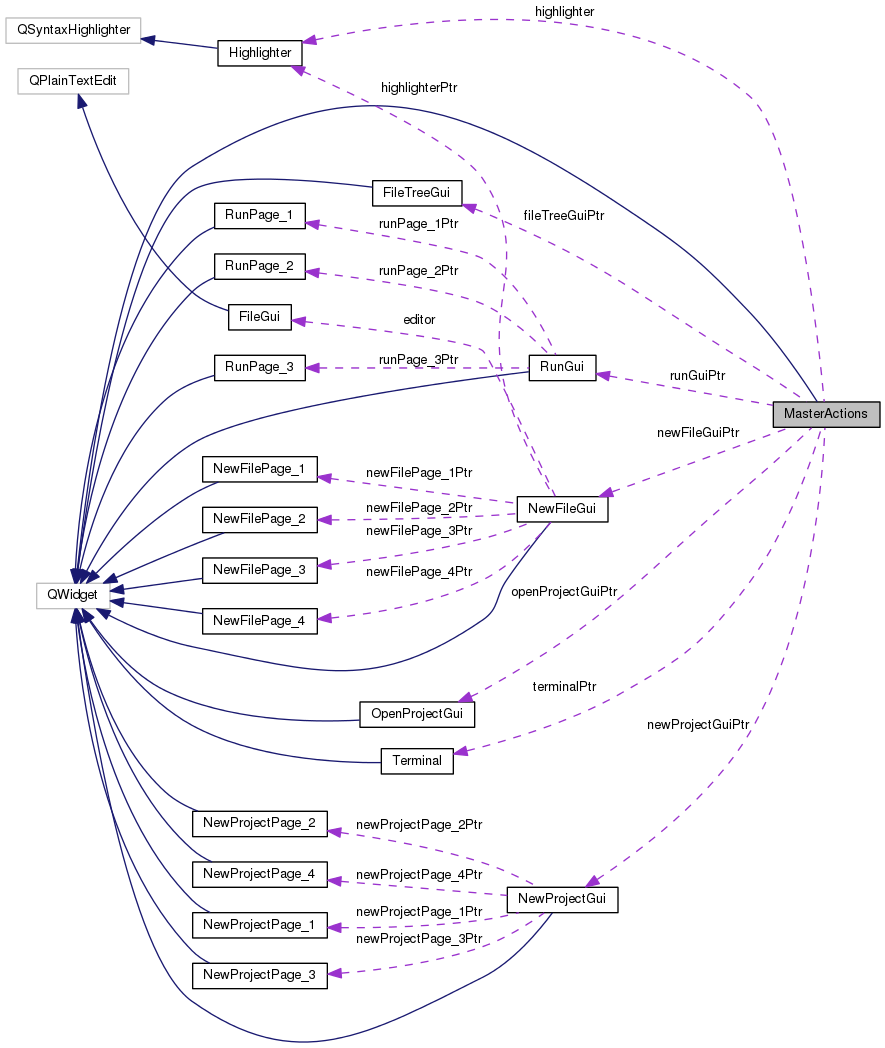 highlighter
QSyntaxHighlighter
Highlighter
QPlainTextEdit
highlighterPtr
FileTreeGui
RunPage_1
fileTreeGuiPtr
runPage_1Ptr
RunPage_2
runPage_2Ptr
FileGui
editor
RunPage_3
runPage_3Ptr
RunGui
runGuiPtr
MasterActions
newFileGuiPtr
NewFilePage_1
newFilePage_1Ptr
NewFilePage_2
newFilePage_2Ptr
NewFileGui
newFilePage_3Ptr
NewFilePage_3
newFilePage_4Ptr
QWidget
openProjectGuiPtr
NewFilePage_4
terminalPtr
OpenProjectGui
newProjectGuiPtr
Terminal
NewProjectPage_2
newProjectPage_2Ptr
NewProjectPage_4
newProjectPage_4Ptr
NewProjectGui
newProjectPage_1Ptr
NewProjectPage_1
newProjectPage_3Ptr
NewProjectPage_3